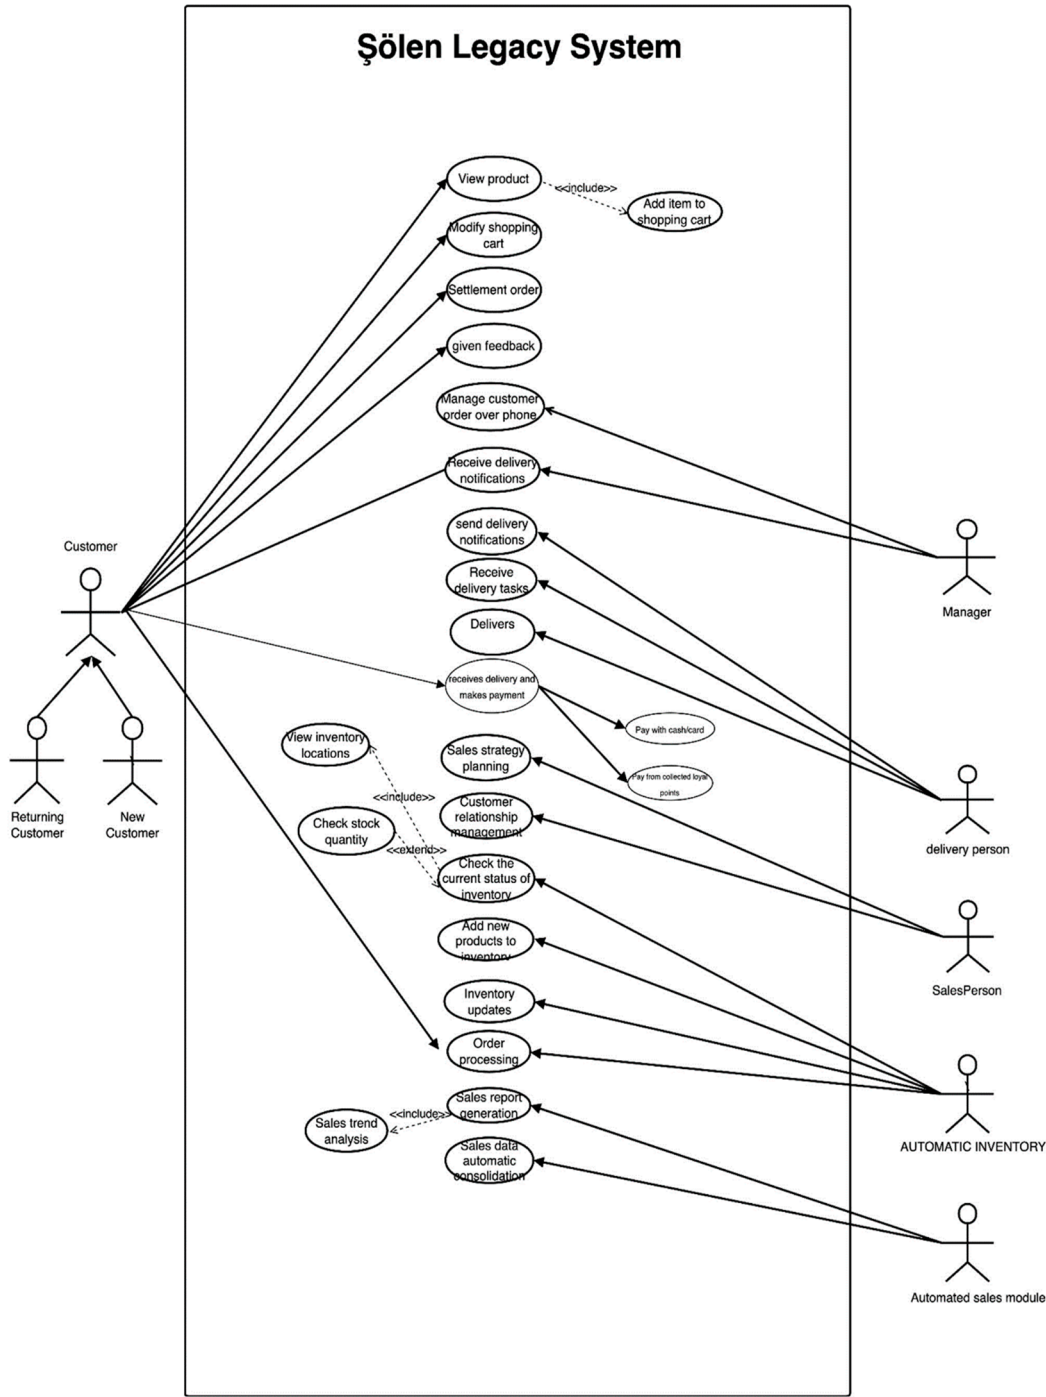 Şölen Legacy System
View product
<<include>>
Add item to
shopping cart
Modify shopping
cart
Settlement order
given feedback
Manage customer
order over phone
Receive delivery
notifications
send delivery
notifications
Receive
delivery tasks
Delivers
receives delivery and
makes payment
Pay with cash/card
Pay from collected loyal
points
Customer
Returning
Customer
New
Customer
View inventory
locations
<<include>>
Check stock
quantity
<<extend>>
Sales strategy
planning
Customer
relationship
management
Check the
current status of
inventory
Add new
products to
inventory
Inventory
updates
Order
processing
Sales report
generation
<<include>>
Sales trend
analysis
Sales data
automatic
consolidation
Manager
delivery person
SalesPerson
AUTOMATIC INVENTORY
Automated sales module